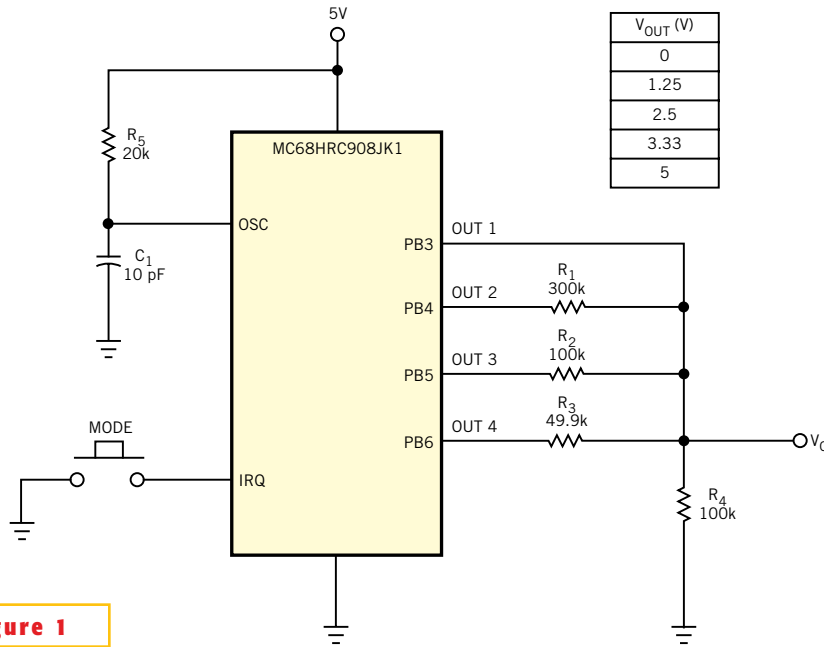 5V
V_OUT (V)
0
1.25
2.5
3.33
5
R5
20k
MC68HRC908JK1
OSC
C1
10 pF
PB3
OUT 1
PB4
OUT 2
R1
300k
PB5
OUT 3
R2
100k
PB6
OUT 4
R3
49.9k
MODE
IRQ
R4
100k